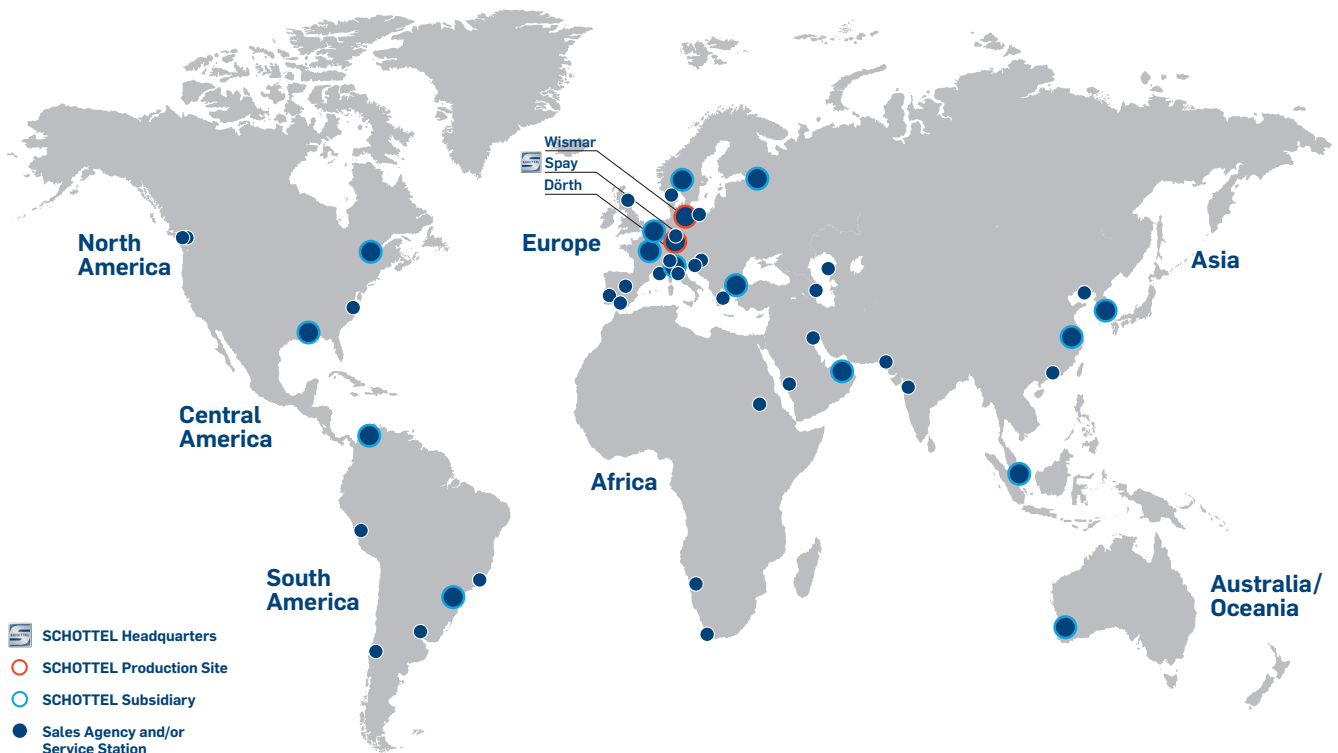 Wismar
Spay
Dörth
North
America
Europe
Asia
Central
America
Africa
South
America
Australia/
Oceania
SCHOTTEL
SCHOTTEL Headquarters
SCHOTTEL Production Site
SCHOTTEL Subsidiary
Sales Agency and/or
Service Station